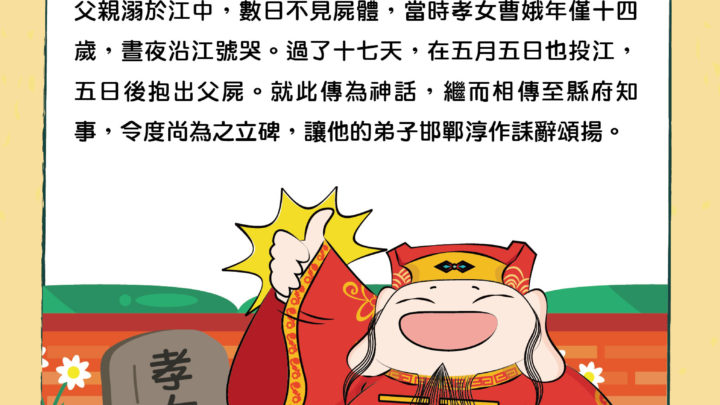 父親溺於江中，數日不見屍體，當時孝女曹娥年僅十四
歲，晝夜沿江號哭。過了十七天，在五月五日也投江，
五日後抱出父屍。就此傳為神話，繼而相傳至縣府知
事，令度尚為之立碑，讓他的弟子邯鄲淳作誄辭頌揚。
孝